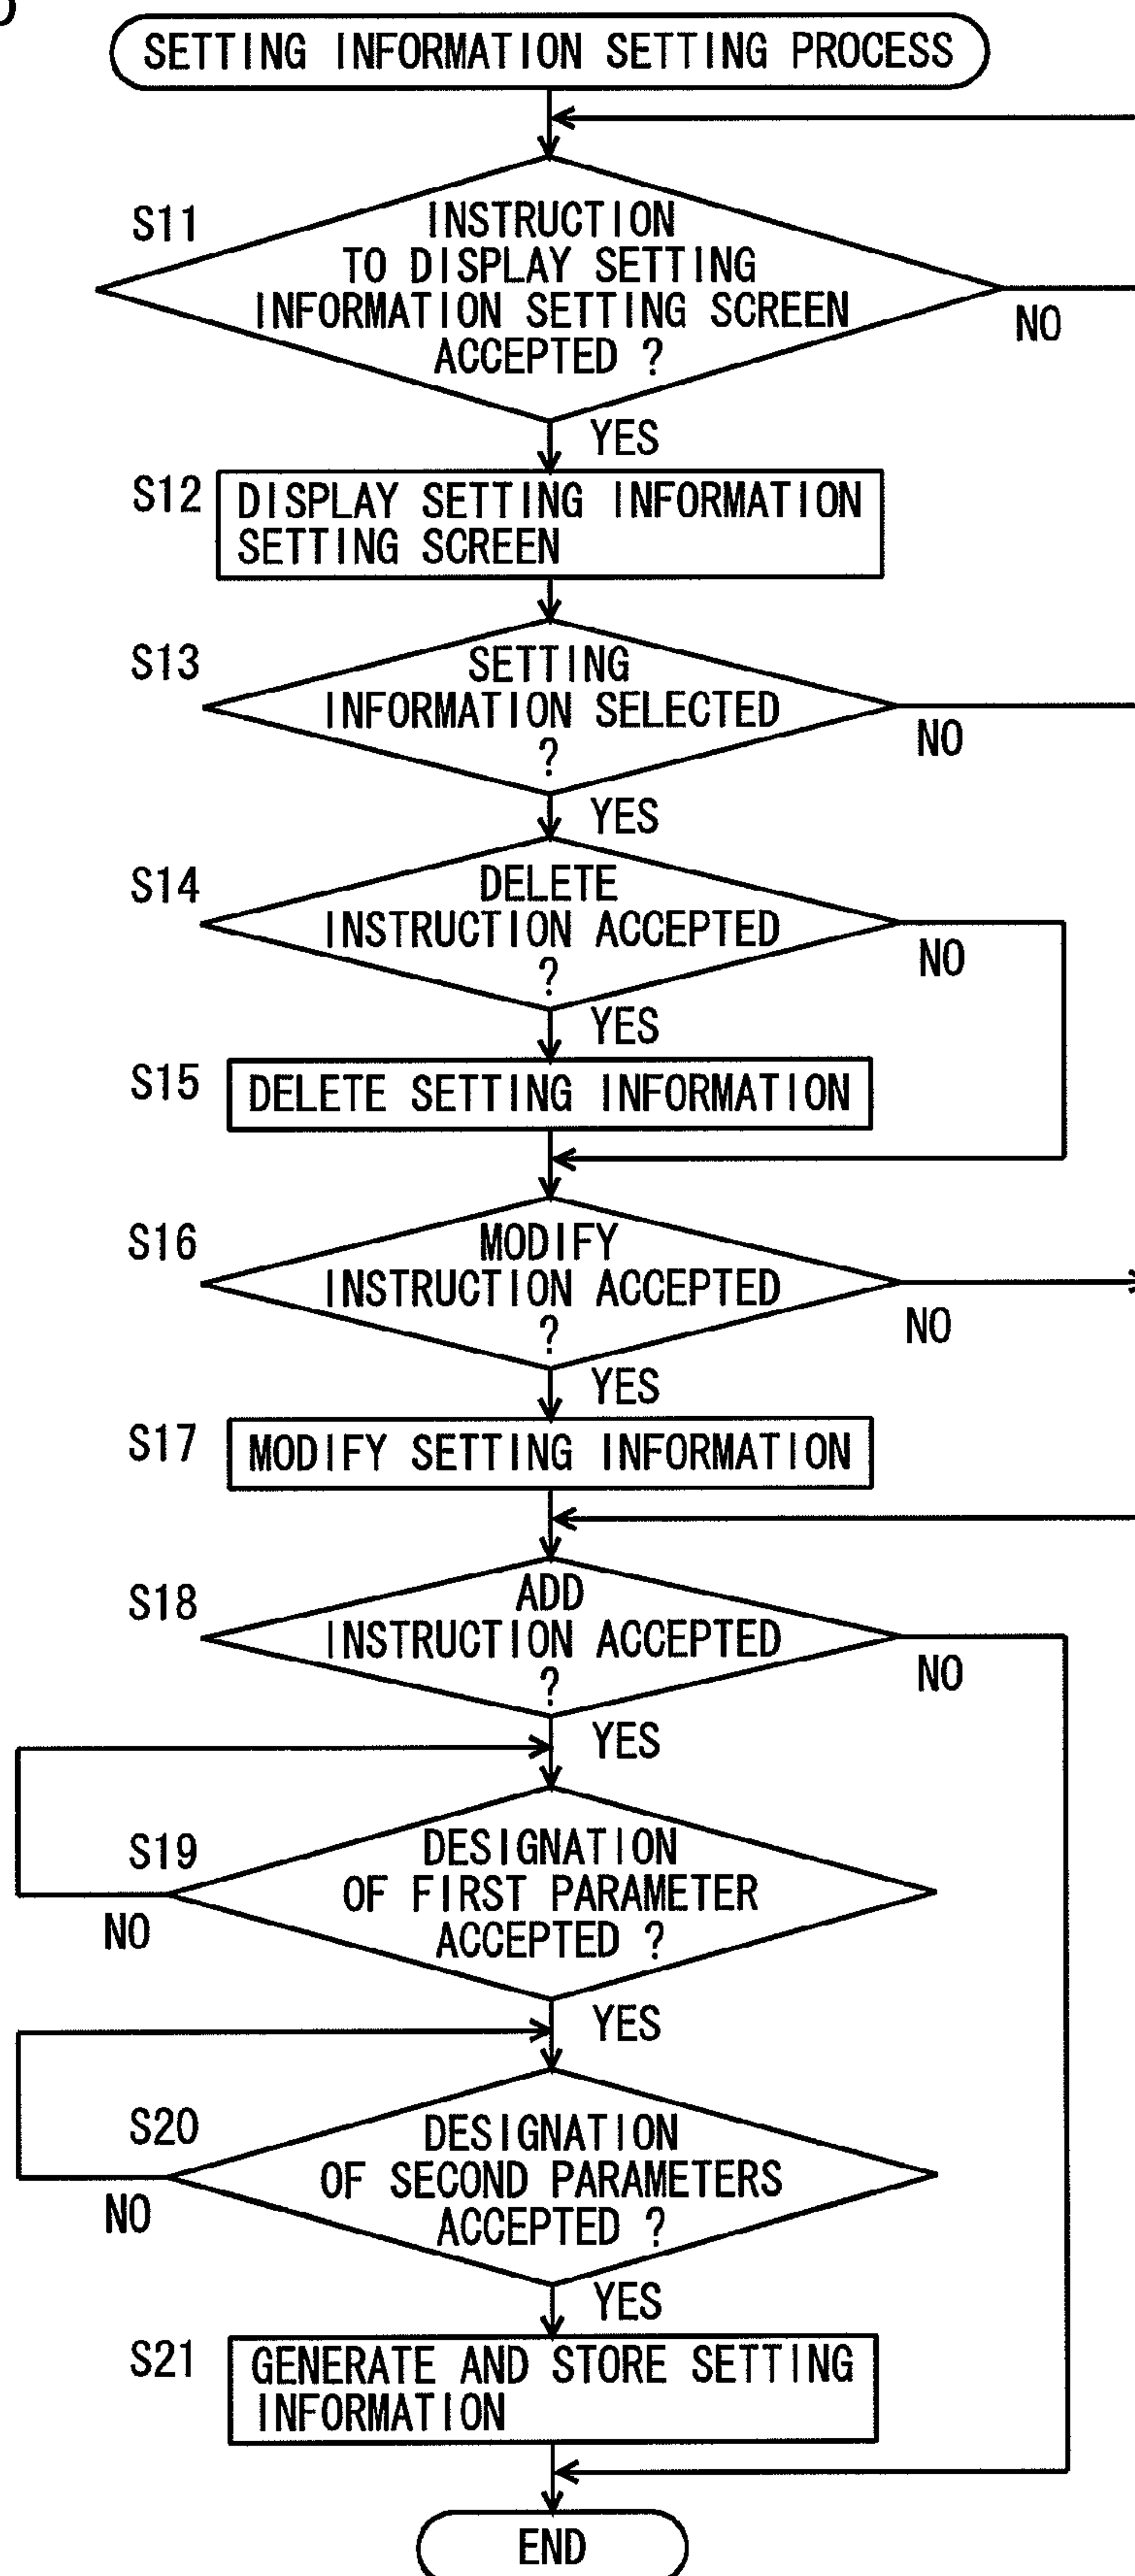 SETTING INFORMATION SETTING PROCESS
S11
INSTRUCTION
TO DISPLAY SETTING
INFORMATION SETTING SCREEN
ACCEPTED ?
NO
YES
S12
DISPLAY SETTING INFORMATION
SETTING SCREEN
S13
SETTING
INFORMATION SELECTED
?
NO
YES
S14
DELETE
INSTRUCTION ACCEPTED
?
NO
YES
S15
DELETE SETTING INFORMATION
S16
MODIFY
INSTRUCTION ACCEPTED
?
NO
YES
S17
MODIFY SETTING INFORMATION
S18
ADD
INSTRUCTION ACCEPTED
?
NO
YES
S19
DESIGNATION
OF FIRST PARAMETER
ACCEPTED ?
NO
YES
S20
DESIGNATION
OF SECOND PARAMETERS
ACCEPTED ?
NO
YES
S21
GENERATE AND STORE SETTING
INFORMATION
END